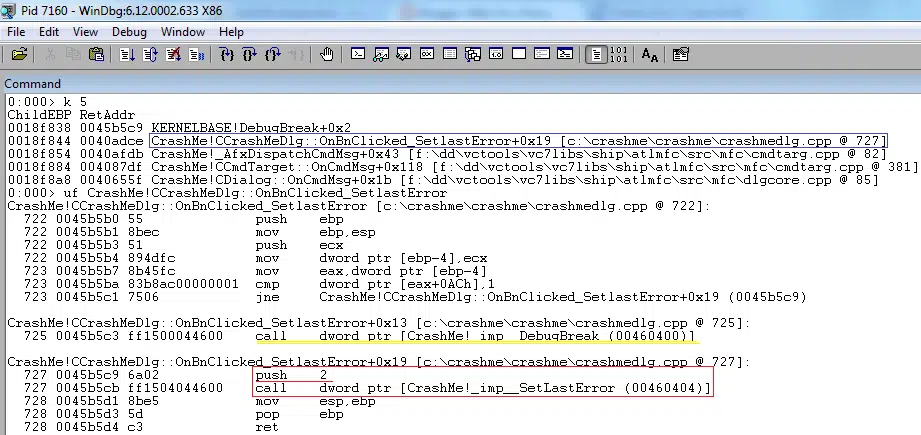 Pid 7160 - WinDbg:6.12.0002.633 X86
File Edit View Debug Window Help
Command
0:000> k 5
ChildEBP RetAddr
0018f838 0045b5c9 KERNELBASE!DebugBreak+0x2
0018f844 0040adce CrashMe!CCrashMeDlg::OnBnClicked_SetlastError+0x19 [c:\crashme\crashme\crashmedlg.cpp @ 727]
0018f854 0040afdb CrashMe!_AfxDispatchCmdMsg+0x43 [f:\dd\vctools\vc7libs\ship\atlmfc\src\mfc\cmdtarg.cpp @ 82]
0018f884 004087df CrashMe!CCmdTarget::OnCmdMsg+0x118 [f:\dd\vctools\vc7libs\ship\atlmfc\src\mfc\cmdtarg.cpp @ 381]
0018f8a8 0040655f CrashMe!CDialog::OnCmdMsg+0x1b [f:\dd\vctools\vc7libs\ship\atlmfc\src\mfc\dlgcore.cpp @ 85]
0:000> uf CrashMe!CCrashMeDlg::OnBnClicked_SetlastError
CrashMe!CCrashMeDlg::OnBnClicked_SetlastError [c:\crashme\crashme\crashmedlg.cpp @ 722]:
722 0045b5b0 55 push ebp
722 0045b5b1 8bec mov ebp,esp
722 0045b5b3 51 push ecx
722 0045b5b4 894dfc mov dword ptr [ebp-4],ecx
723 0045b5b7 8b45fc mov eax,dword ptr [ebp-4]
723 0045b5ba 83b8ac00000001 cmp dword ptr [eax+0ACh],1
723 0045b5c1 7506 jne CrashMe!CCrashMeDlg::OnBnClicked_SetlastError+0x19 (0045b5c9)
CrashMe!CCrashMeDlg::OnBnClicked_SetlastError+0x13 [c:\crashme\crashme\crashmedlg.cpp @ 725]:
725 0045b5c3 ff1500044600 call dword ptr [CrashMe!_imp__DebugBreak (00460400)]
CrashMe!CCrashMeDlg::OnBnClicked_SetlastError+0x19 [c:\crashme\crashme\crashmedlg.cpp @ 727]:
727 0045b5c9 6a02 push 2
727 0045b5cb ff1504044600 call dword ptr [CrashMe!_imp__SetLastError (00460404)]
728 0045b5d1 8be5 mov esp,ebp
728 0045b5d3 5d pop ebp
728 0045b5d4 c3 ret